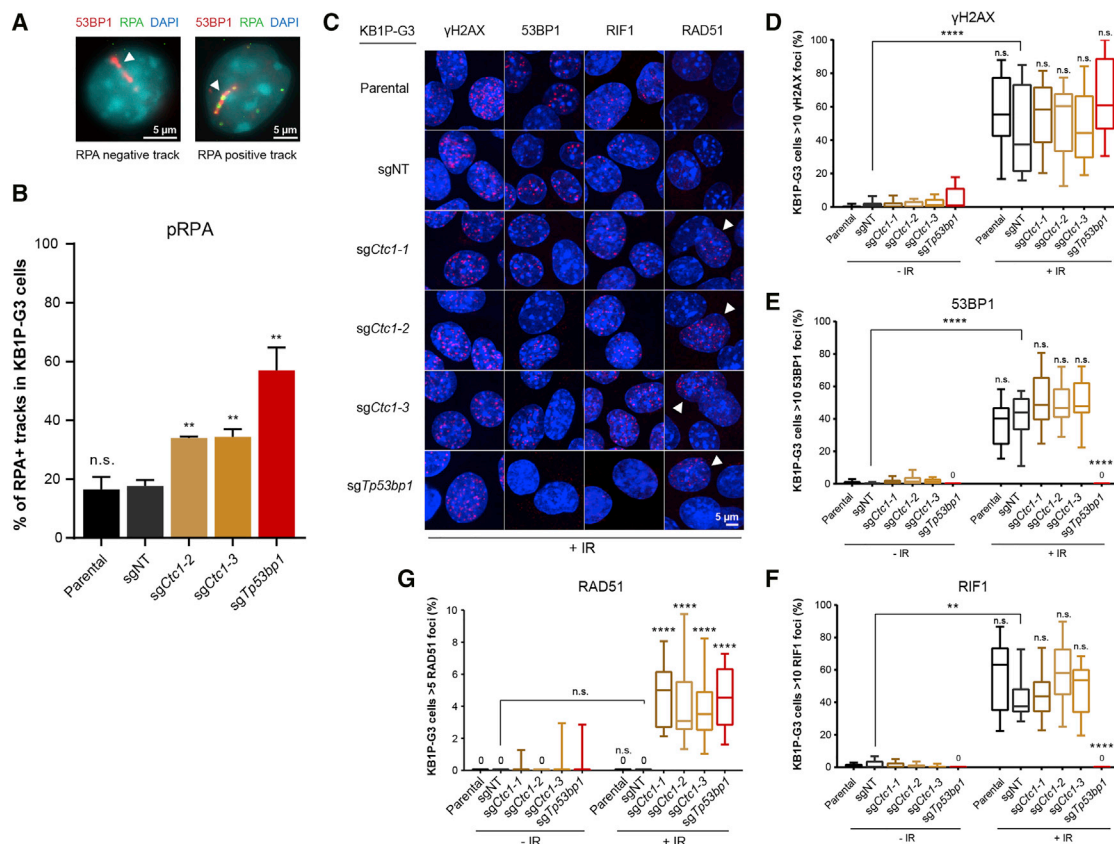 A
53BP1 RPA DAPI
53BP1 RPA DAPI
5 µm
5 µm
RPA negative track
RPA positive track
B
pRPA
% of RPA+ tracks in KB1P-G3 cells
100
80
60
40
20
0
n.s.
**
**
**
Parental
sgNT
sgCtc1-2
sgCtc1-3
sgTp53bp1
C
KB1P-G3
γH2AX
53BP1
RIF1
RAD51
Parental
sgNT
sgCtc1-1
sgCtc1-2
sgCtc1-3
sgTp53bp1
5 µm
+ IR
D
γH2AX
KB1P-G3 cells >10 γH2AX foci (%)
100
80
60
40
20
0
****
n.s.
n.s.
n.s.
n.s.
n.s.
Parental
sgNT
sgCtc1-1
sgCtc1-2
sgCtc1-3
sgTp53bp1
Parental
sgNT
sgCtc1-1
sgCtc1-2
sgCtc1-3
sgTp53bp1
- IR
+ IR
E
53BP1
KB1P-G3 cells >10 53BP1 foci (%)
100
80
60
40
20
0
****
n.s.
n.s.
n.s.
n.s.
****
0
0
Parental
sgNT
sgCtc1-1
sgCtc1-2
sgCtc1-3
sgTp53bp1
Parental
sgNT
sgCtc1-1
sgCtc1-2
sgCtc1-3
sgTp53bp1
- IR
+ IR
F
RIF1
KB1P-G3 cells >10 RIF1 foci (%)
100
80
60
40
20
0
**
n.s.
n.s.
n.s.
n.s.
****
0
0
Parental
sgNT
sgCtc1-1
sgCtc1-2
sgCtc1-3
sgTp53bp1
Parental
sgNT
sgCtc1-1
sgCtc1-2
sgCtc1-3
sgTp53bp1
- IR
+ IR
G
RAD51
KB1P-G3 cells >5 RAD51 foci (%)
10
8
6
4
2
0
n.s.
****
****
****
****
n.s.
0
0
0
0
0
Parental
sgNT
sgCtc1-1
sgCtc1-2
sgCtc1-3
sgTp53bp1
Parental
sgNT
sgCtc1-1
sgCtc1-2
sgCtc1-3
sgTp53bp1
- IR
+ IR